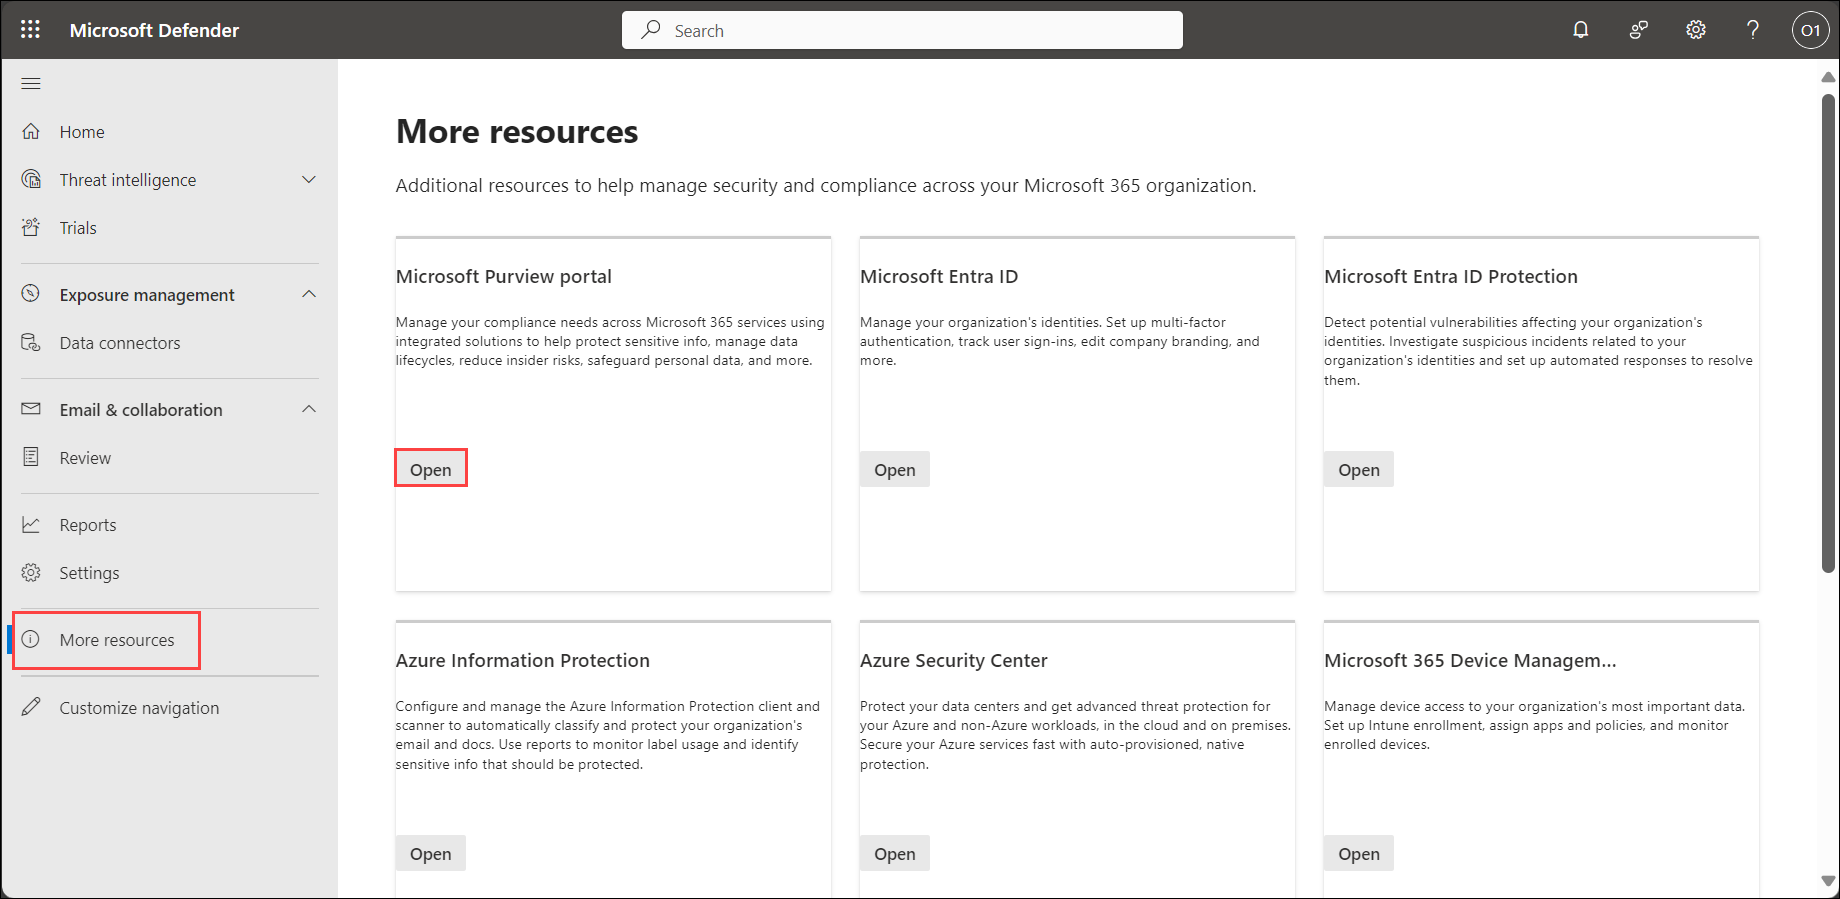 Microsoft Defender
Search
?
O1
Home
Threat intelligence
Trials
Exposure management
Data connectors
Email & collaboration
Review
Reports
Settings
More resources
Customize navigation
More resources
Additional resources to help manage security and compliance across your Microsoft 365 organization.
Microsoft Purview portal
Manage your compliance needs across Microsoft 365 services using
integrated solutions to help protect sensitive info, manage data
lifecycles, reduce insider risks, safeguard personal data, and more.
Open
Microsoft Entra ID
Manage your organization's identities. Set up multi-factor
authentication, track user sign-ins, edit company branding, and
more.
Open
Microsoft Entra ID Protection
Detect potential vulnerabilities affecting your organization's
identities. Investigate suspicious incidents related to your
organization's identities and set up automated responses to resolve
them.
Open
Azure Information Protection
Configure and manage the Azure Information Protection client and
scanner to automatically classify and protect your organization's
email and docs. Use reports to monitor label usage and identify
sensitive info that should be protected.
Open
Azure Security Center
Protect your data centers and get advanced threat protection for
your Azure and non-Azure workloads, in the cloud and on premises.
Secure your Azure services fast with auto-provisioned, native
protection.
Open
Microsoft 365 Device Managem...
Manage device access to your organization's most important data.
Set up Intune enrollment, assign apps and policies, and monitor
enrolled devices.
Open